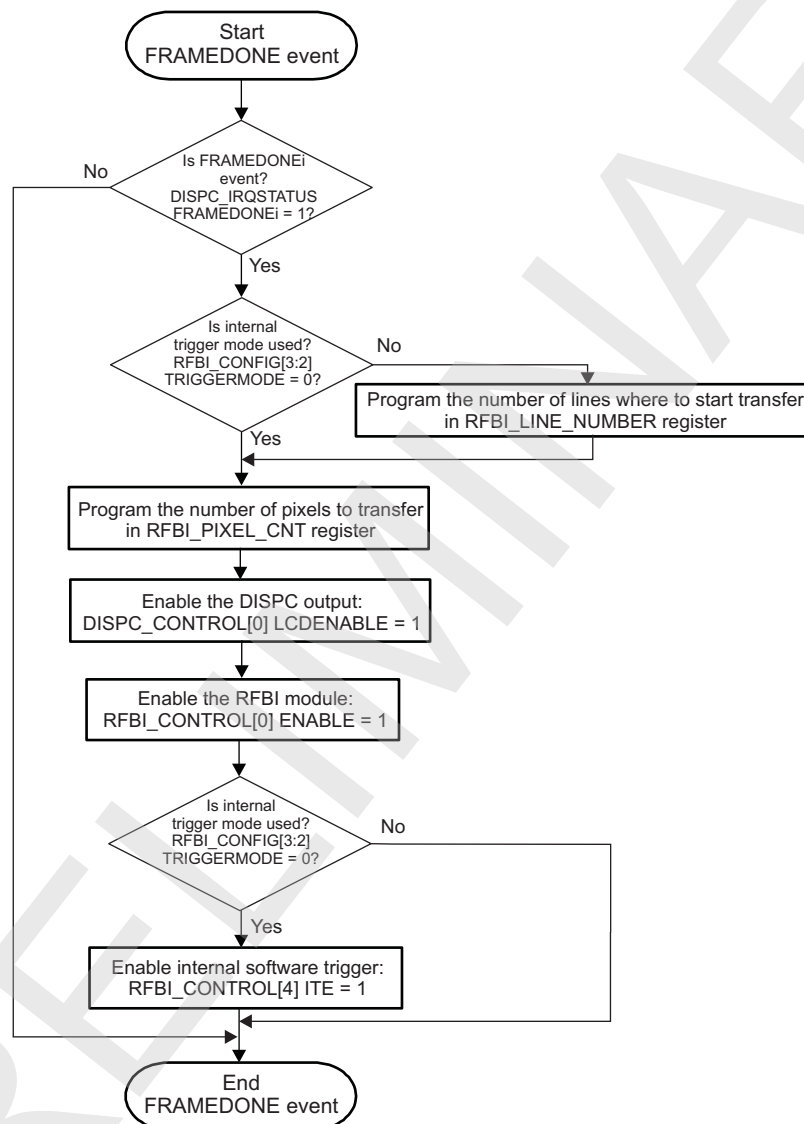 Start
FRAMEDONE event
Is FRAMEDONEi
event?
DISPC_IRQSTATUS
FRAMEDONEi = 1?
No
Yes
Is internal
trigger mode used?
RFBI_CONFIG[3:2]
TRIGGERMODE = 0?
No
Program the number of lines where to start transfer
in RFBI_LINE_NUMBER register
Yes
Program the number of pixels to transfer
in RFBI_PIXEL_CNT register
Enable the DISPC output:
DISPC_CONTROL[0] LCDENABLE = 1
Enable the RFBI module:
RFBI_CONTROL[0] ENABLE = 1
Is internal
trigger mode used?
RFBI_CONFIG[3:2]
TRIGGERMODE = 0?
No
Yes
Enable internal software trigger:
RFBI_CONTROL[4] ITE = 1
End
FRAMEDONE event
RELIMINAR